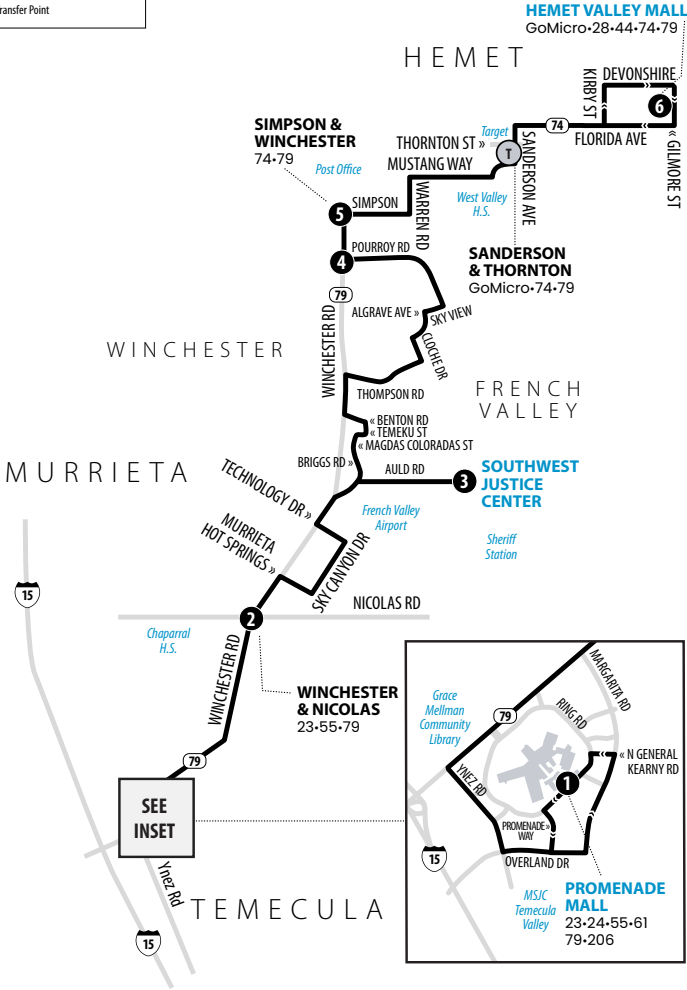 ransfer Point
HEMET VALLEY MALL
GoMicro•28•44•74•79
HEMET
DEVONSHIRE
KIRBY ST
6
74
FLORIDA AVE
« GILMORE ST
Target
THORNTON ST »
T
SANDERSON AVE
MUSTANG WAY
SIMPSON &
WINCHESTER
74•79
Post Office
West Valley
H.S.
WARREN RD
5
SIMPSON
SANDERSON
& THORNTON
GoMicro•74•79
4
POURROY RD
79
WINCHESTER RD
ALGRAVE AVE »
SKY VIEW
CLOCHE DR
WINCHESTER
THOMPSON RD
FRENCH
VALLEY
« BENTON RD
« TEMEKU ST
« MAGDAS COLORADAS ST
BRIGGS RD »
AULD RD
3
SOUTHWEST
JUSTICE
CENTER
MURRIETA
TECHNOLOGY DR »
French Valley
Airport
Sheriff
Station
MURRIETA
HOT SPRINGS »
SKY CANYON DR
15
NICOLAS RD
2
Chaparral
H.S.
WINCHESTER RD
WINCHESTER
& NICOLAS
23•55•79
79
SEE
INSET
Ynez Rd
TEMECULA
15
MARGARITA RD
Grace
Mellman
Community
Library
79
RING RD
« N GENERAL
KEARNY RD
YNEZ RD
1
PROMENADE »
WAY
15
OVERLAND DR
MSJC
Temecula
Valley
PROMENADE
MALL
23•24•55•61
79•206